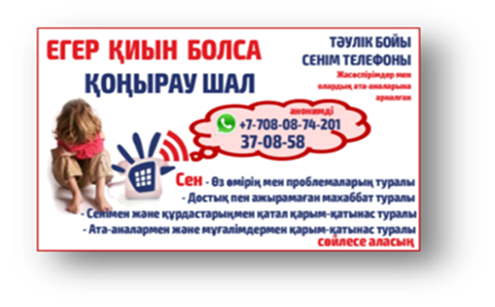 ЕГЕР ҚИЫН БОЛСА
ҚОҢЫРАУ ШАЛ
ТӘУЛІК БОЙЫ
СЕНІМ ТЕЛЕФОНЫ
Жасөспірімдер мен
олардың ата-аналарына
арналған
анонимді
+7-708-08-74-201
37-08-58
Сен - Өз өмірің мен проблемаларың туралы
- Достық пен ажырамаған махаббат туралы
- Сенімен және құрдастарыңмен қатал қарым-қатынас туралы
- Ата-аналармен және мұғалімдермен қарым-қатынас туралы
сөйлесе аласың